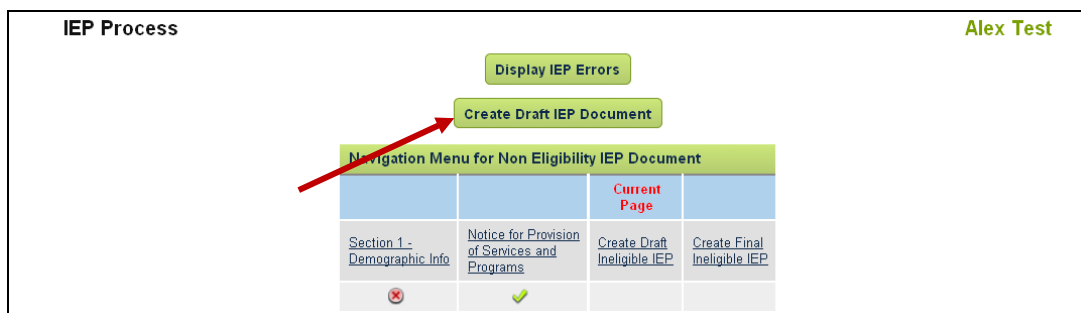 IEP Process
Alex Test
Display IEP Errors
Create Draft IEP Document
Navigation Menu for Non Eligibility IEP Document
Current
Page
Section 1 -
Demographic Info
Notice for Provision
of Services and
Programs
Create Draft
Ineligible IEP
Create Final
Ineligible IEP